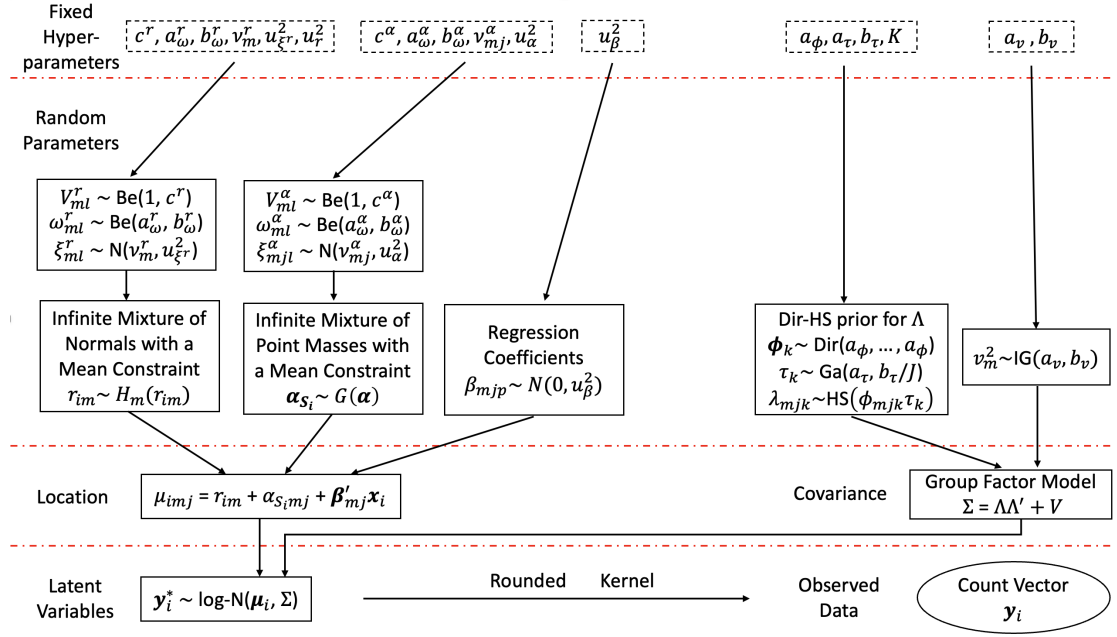 Fixed
Hyper-
parameters
c^r, a_ω^r, b_ω^r, ν_m^r, u_{ξ^r}^2, u_r^2
c^α, a_ω^α, b_ω^α, ν_{mj}^α, u_α^2
u_β^2
a_ϕ, a_τ, b_τ, K
a_v, b_v
Random
Parameters
V_{ml}^r ~ Be(1, c^r)
ω_{ml}^r ~ Be(a_ω^r, b_ω^r)
ξ_{ml}^r ~ N(ν_m^r, u_{ξ^r}^2)
V_{ml}^α ~ Be(1, c^α)
ω_{ml}^α ~ Be(a_ω^α, b_ω^α)
ξ_{mjl}^α ~ N(ν_{mj}^α, u_α^2)
Infinite Mixture of
Normals with a
Mean Constraint
r_{im} ~ H_m(r_{im})
Infinite Mixture of
Point Masses with
a Mean Constraint
α_{S_i} ~ G(α)
Regression
Coefficients
β_{mjp} ~ N(0, u_β^2)
Dir-HS prior for Λ
ϕ_k ~ Dir(a_ϕ, ..., a_ϕ)
τ_k ~ Ga(a_τ, b_τ/J)
λ_{mjk}~HS(ϕ_{mjk}τ_k)
v_m^2~IG(a_v, b_v)
Location
μ_{imj} = r_{im} + α_{S_i mj} + β'_{mj}x_i
Covariance
Group Factor Model
Σ = ΛΛ′ + V
Latent
Variables
y_i^* ~ log-N(μ_i, Σ)
Rounded Kernel
Observed
Data
Count Vector
y_i